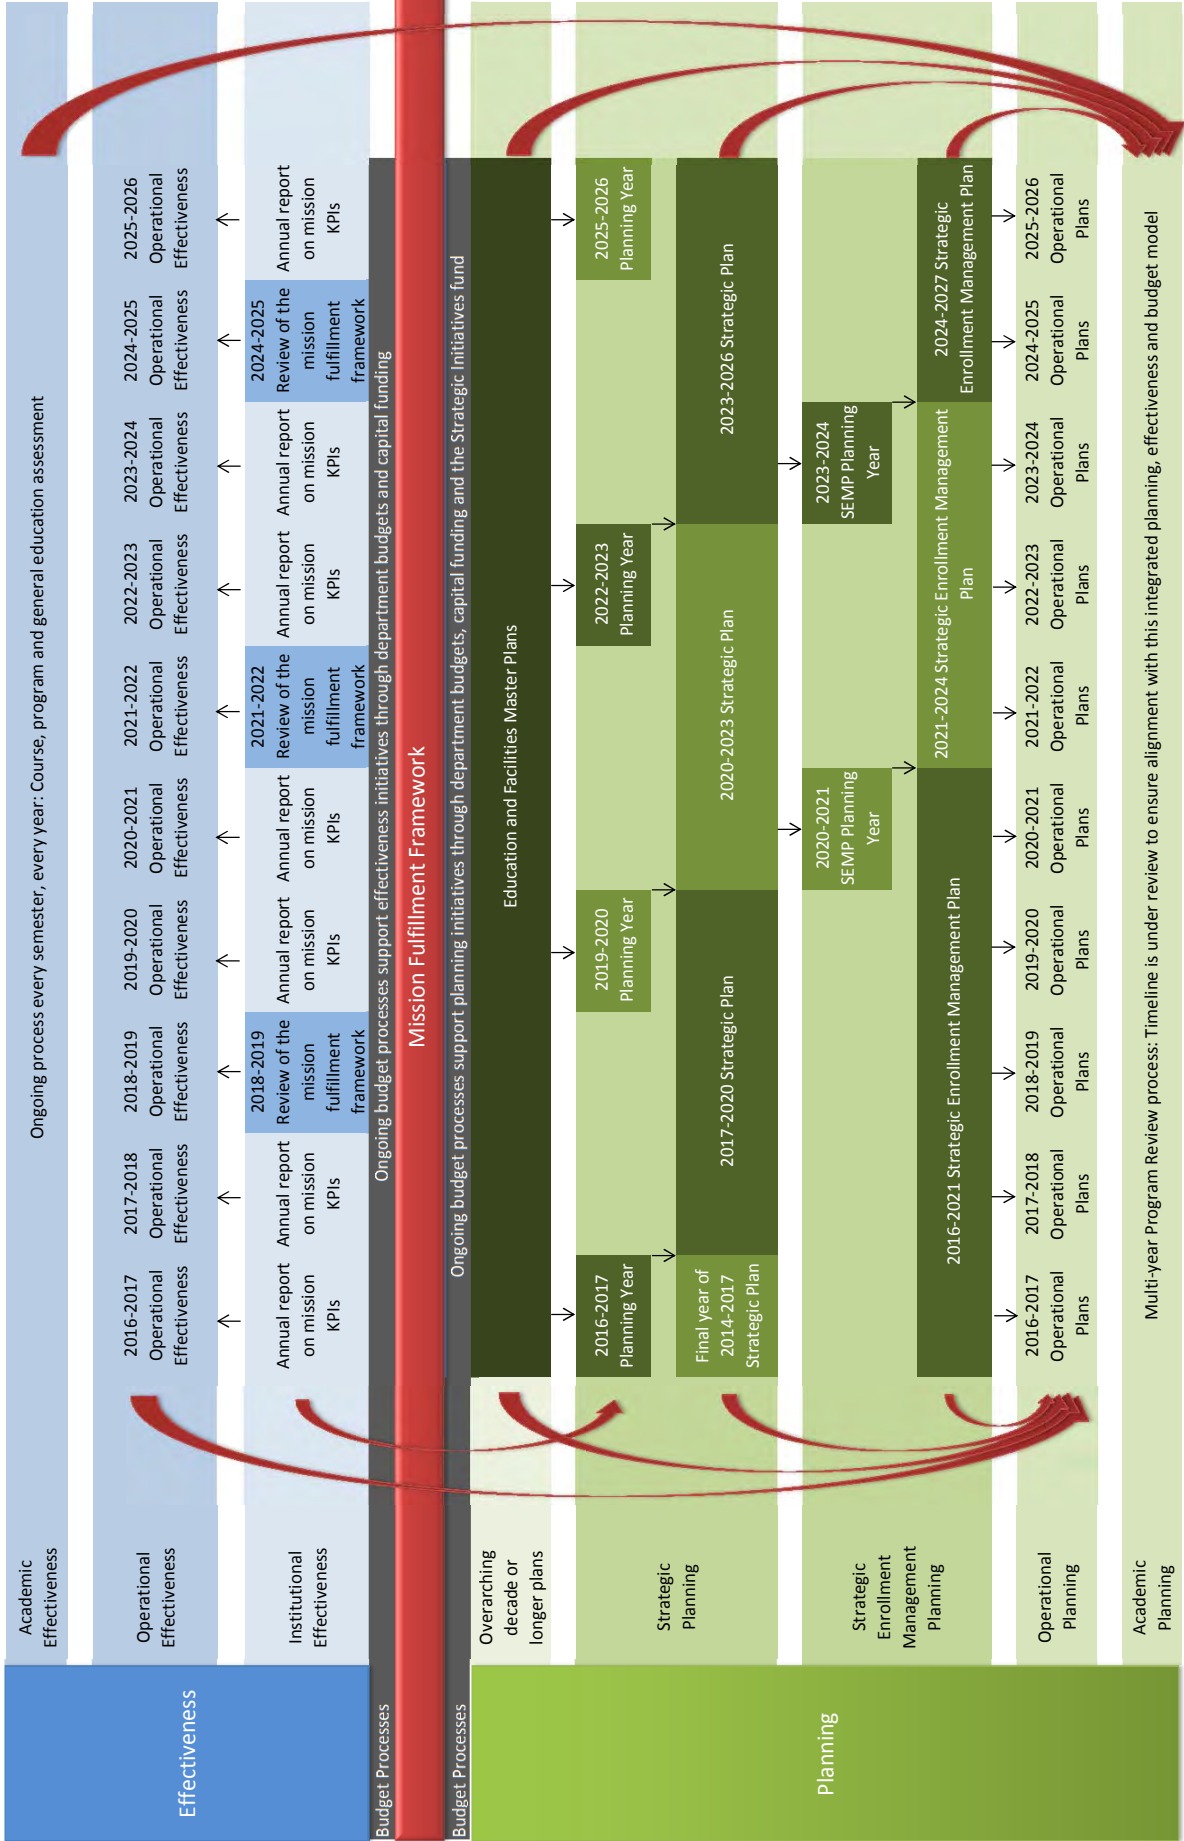 Effectiveness
Academic
Effectiveness
Ongoing process every semester, every year: Course, program and general education assessment
Operational
Effectiveness
2016-2017
Operational
Effectiveness
2017-2018
Operational
Effectiveness
2018-2019
Operational
Effectiveness
2019-2020
Operational
Effectiveness
2020-2021
Operational
Effectiveness
2021-2022
Operational
Effectiveness
2022-2023
Operational
Effectiveness
2023-2024
Operational
Effectiveness
2024-2025
Operational
Effectiveness
2025-2026
Operational
Effectiveness
Institutional
Effectiveness
Annual report
on mission
KPIs
Annual report
on mission
KPIs
2018-2019
Review of the
mission
fulfillment
framework
Annual report
on mission
KPIs
Annual report
on mission
KPIs
2021-2022
Review of the
mission
fulfillment
framework
Annual report
on mission
KPIs
Annual report
on mission
KPIs
2024-2025
Review of the
mission
fulfillment
framework
Annual report
on mission
KPIs
Budget Processes
Ongoing budget processes support effectiveness initiatives through department budgets and capital funding
Mission Fulfillment Framework
Budget Processes
Ongoing budget processes support planning initiatives through department budgets, capital funding and the Strategic Initiatives fund
Planning
Overarching
decade or
longer plans
Education and Facilities Master Plans
Strategic
Planning
2016-2017
Planning Year
2019-2020
Planning Year
2022-2023
Planning Year
2025-2026
Planning Year
Final year of
2014-2017
Strategic Plan
2017-2020 Strategic Plan
2020-2023 Strategic Plan
2023-2026 Strategic Plan
Strategic
Enrollment
Management
Planning
2020-2021
SEMP Planning
Year
2023-2024
SEMP Planning
Year
2016-2021 Strategic Enrollment Management Plan
2021-2024 Strategic Enrollment Management
Plan
2024-2027 Strategic
Enrollment Management Plan
Operational
Planning
2016-2017
Operational
Plans
2017-2018
Operational
Plans
2018-2019
Operational
Plans
2019-2020
Operational
Plans
2020-2021
Operational
Plans
2021-2022
Operational
Plans
2022-2023
Operational
Plans
2023-2024
Operational
Plans
2024-2025
Operational
Plans
2025-2026
Operational
Plans
Academic
Planning
Multi-year Program Review process: Timeline is under review to ensure alignment with this integrated planning, effectiveness and budget model